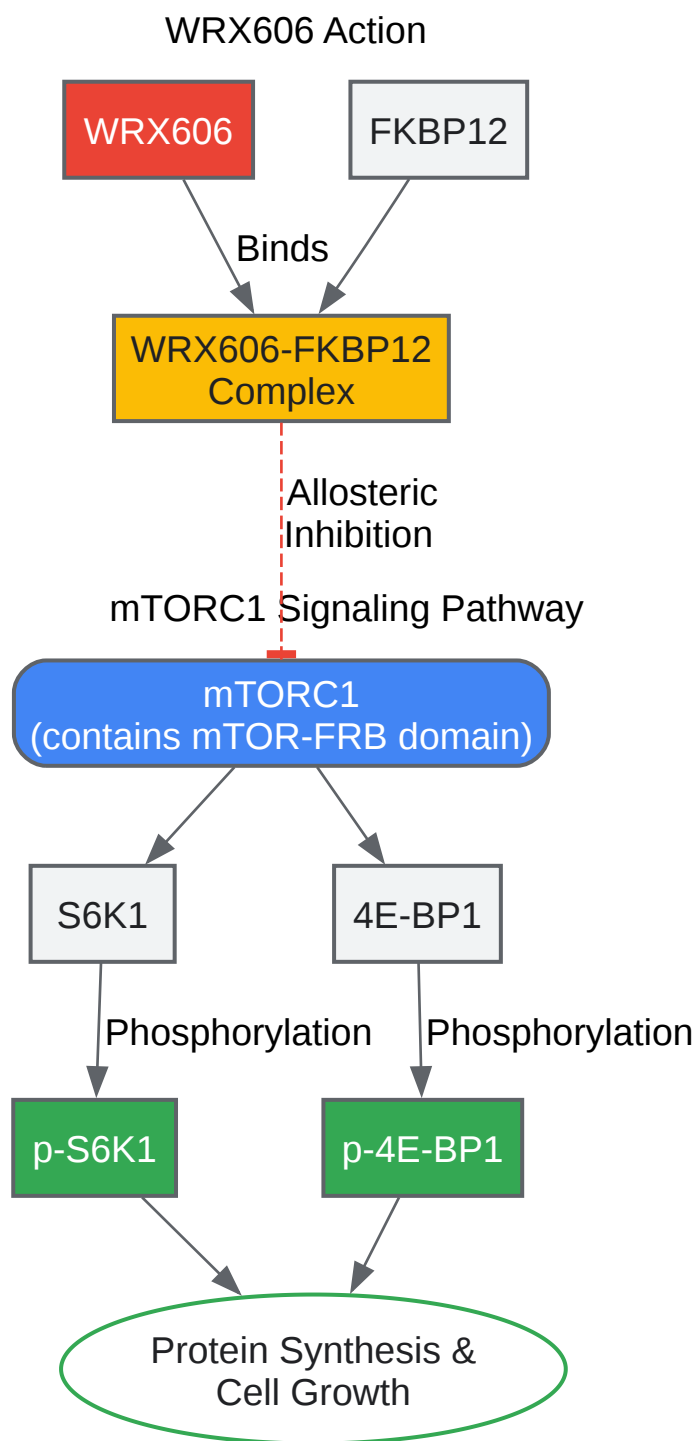 WRX606 Action
WRX606
FKBP12
Binds
WRX606-FKBP12
Complex
Allosteric
Inhibition
mTORC1 Signaling Pathway
mTORC1
(contains mTOR-FRB domain)
S6K1
4E-BP1
Phosphorylation
Phosphorylation
p-S6K1
p-4E-BP1
Protein Synthesis &
Cell Growth